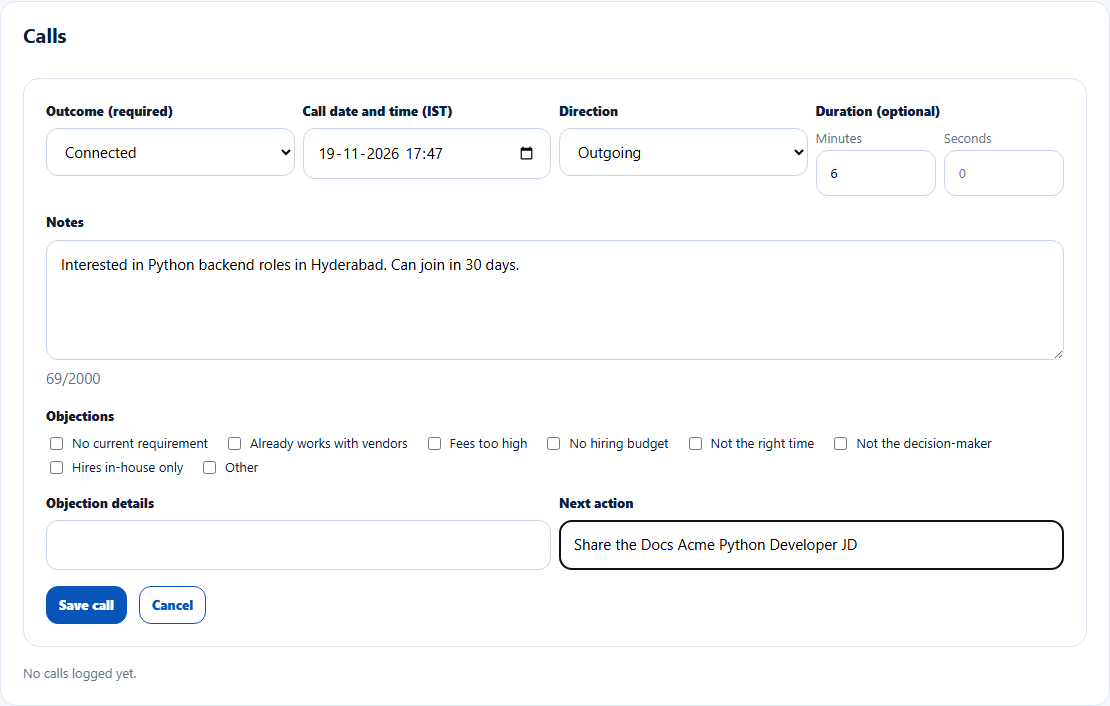 Calls
Outcome (required) Call date and time (IST) Direction Duration (optional)
Minutes Seconds
Connected 19-11-2026 17:47 Outgoing 6 0
Notes
Interested in Python backend roles in Hyderabad. Can join in 30 days.
69/2000
Objections
No current requirement Already works with vendors Fees too high No hiring budget Not the right time Not the decision-maker
Hires in-house only Other
Objection details Next action
Share the Docs Acme Python Developer JD
Save call Cancel
No calls logged yet.